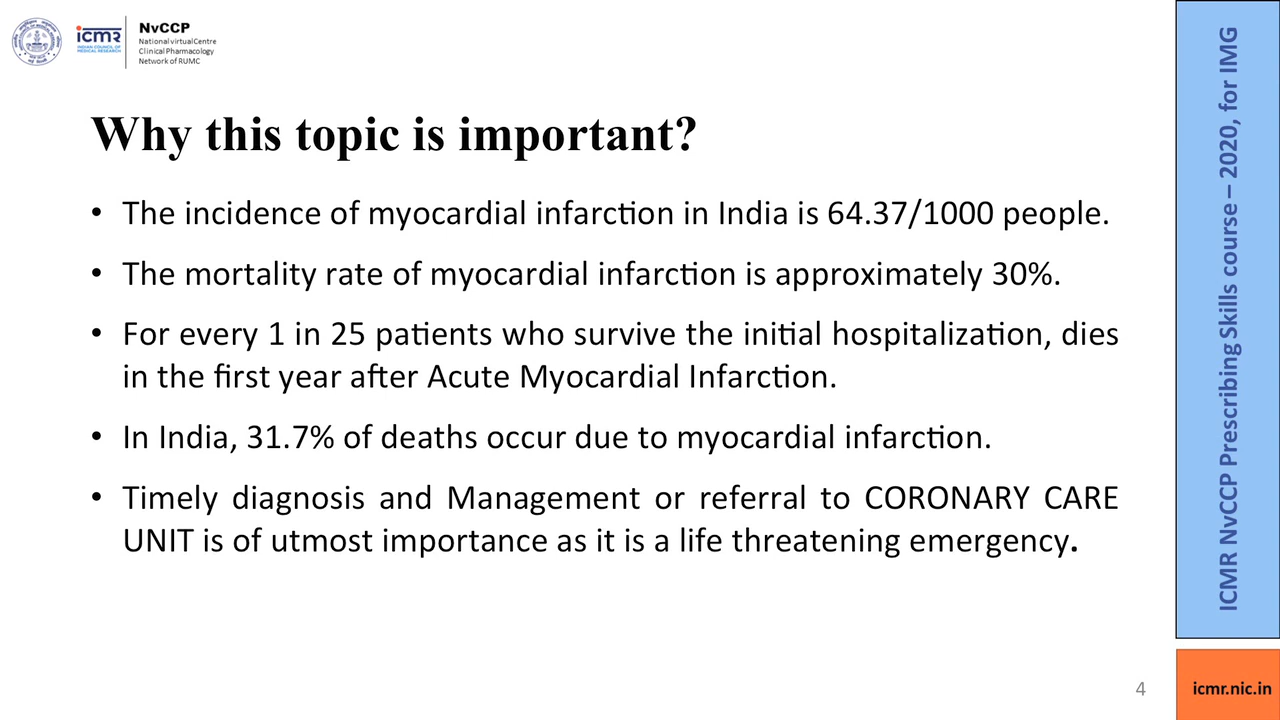 icmr
INDIAN COUNCIL OF
MEDICAL RESEARCH
NvCCP
National virtualCentre
Clinical Pharmacology
Network of RUMC
Why this topic is important?
• The incidence of myocardial infarction in India is 64.37/1000 people.
• The mortality rate of myocardial infarction is approximately 30%.
• For every 1 in 25 patients who survive the initial hospitalization, dies
in the first year after Acute Myocardial Infarction.
• In India, 31.7% of deaths occur due to myocardial infarction.
• Timely diagnosis and Management or referral to CORONARY CARE
UNIT is of utmost importance as it is a life threatening emergency.
ICMR NvCCP Prescribing Skills course – 2020, for IMG
4
icmr.nic.in